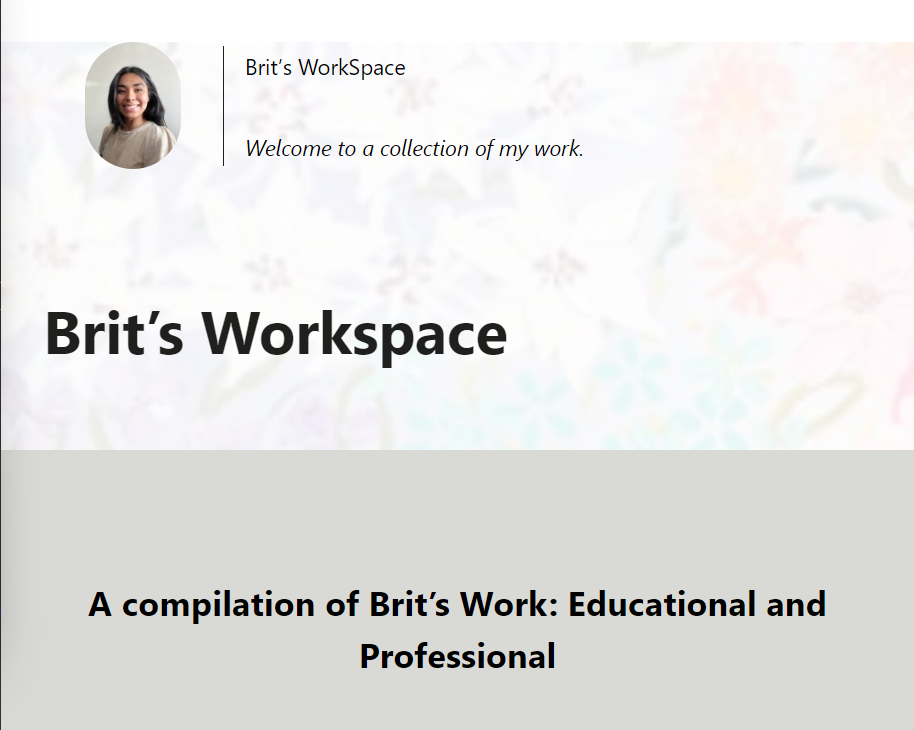 Brit’s WorkSpace
Welcome to a collection of my work.
Brit’s Workspace
A compilation of Brit’s Work: Educational and
Professional